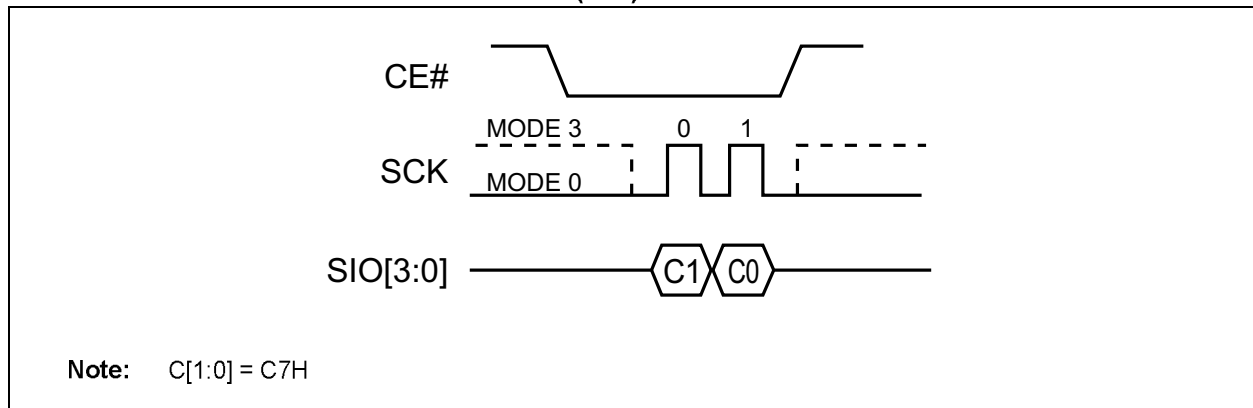 CE#
MODE 3 0 1
SCK
MODE 0
SIO[3:0] C1 C0
Note: C[1:0] = C7H